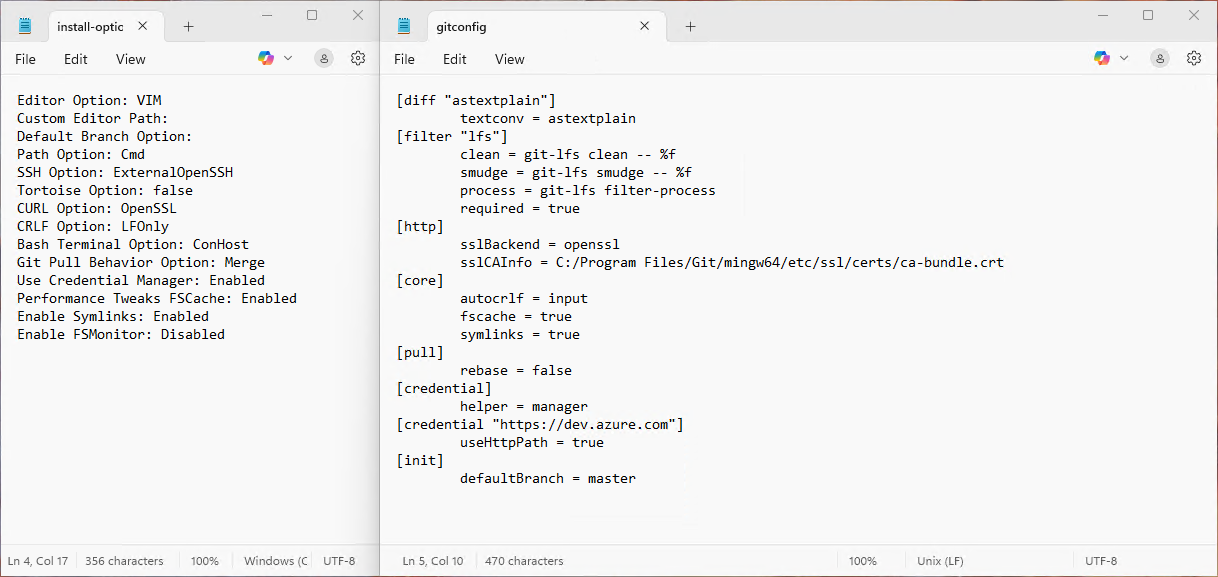 install-optic
File
Edit
View
Editor Option: VIM
Custom Editor Path:
Default Branch Option:
Path Option: Cmd
SSH Option: ExternalOpenSSH
Tortoise Option: false
CURL Option: OpenSSL
CRLF Option: LFOnly
Bash Terminal Option: ConHost
Git Pull Behavior Option: Merge
Use Credential Manager: Enabled
Performance Tweaks FSCache: Enabled
Enable Symlinks: Enabled
Enable FSMonitor: Disabled
Ln 4, Col 17
356 characters
100%
Windows (C
UTF-8
gitconfig
File
Edit
View
[diff "astextplain"]
textconv = astextplain
[filter "lfs"]
clean = git-lfs clean -- %f
smudge = git-lfs smudge -- %f
process = git-lfs filter-process
required = true
[http]
sslBackend = openssl
sslCAInfo = C:/Program Files/Git/mingw64/etc/ssl/certs/ca-bundle.crt
[core]
autocrlf = input
fscache = true
symlinks = true
[pull]
rebase = false
[credential]
helper = manager
[credential "https://dev.azure.com"]
useHttpPath = true
[init]
defaultBranch = master
Ln 5, Col 10
470 characters
100%
Unix (LF)
UTF-8